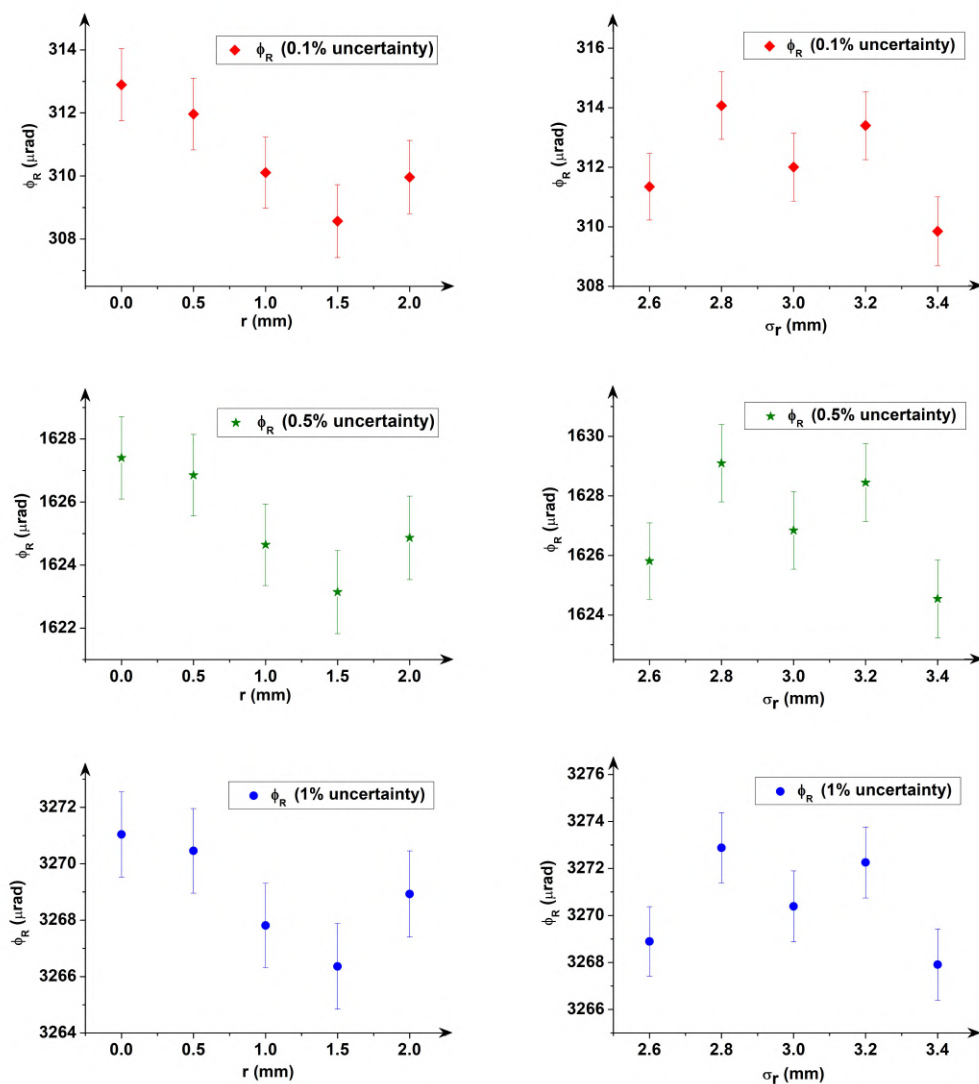 ϕR (0.1% uncertainty)
ϕR (μrad)
314
312
310
308
0.0 0.5 1.0 1.5 2.0
r (mm)
ϕR (0.1% uncertainty)
ϕR (μrad)
316
314
312
310
308
2.6 2.8 3.0 3.2 3.4
σr (mm)
ϕR (0.5% uncertainty)
ϕR (μrad)
1628
1626
1624
1622
0.0 0.5 1.0 1.5 2.0
r (mm)
ϕR (0.5% uncertainty)
ϕR (μrad)
1630
1628
1626
1624
2.6 2.8 3.0 3.2 3.4
σr (mm)
ϕR (1% uncertainty)
ϕR (μrad)
3272
3270
3268
3266
3264
0.0 0.5 1.0 1.5 2.0
r (mm)
ϕR (1% uncertainty)
ϕR (μrad)
3276
3274
3272
3270
3268
3266
2.6 2.8 3.0 3.2 3.4
σr (mm)